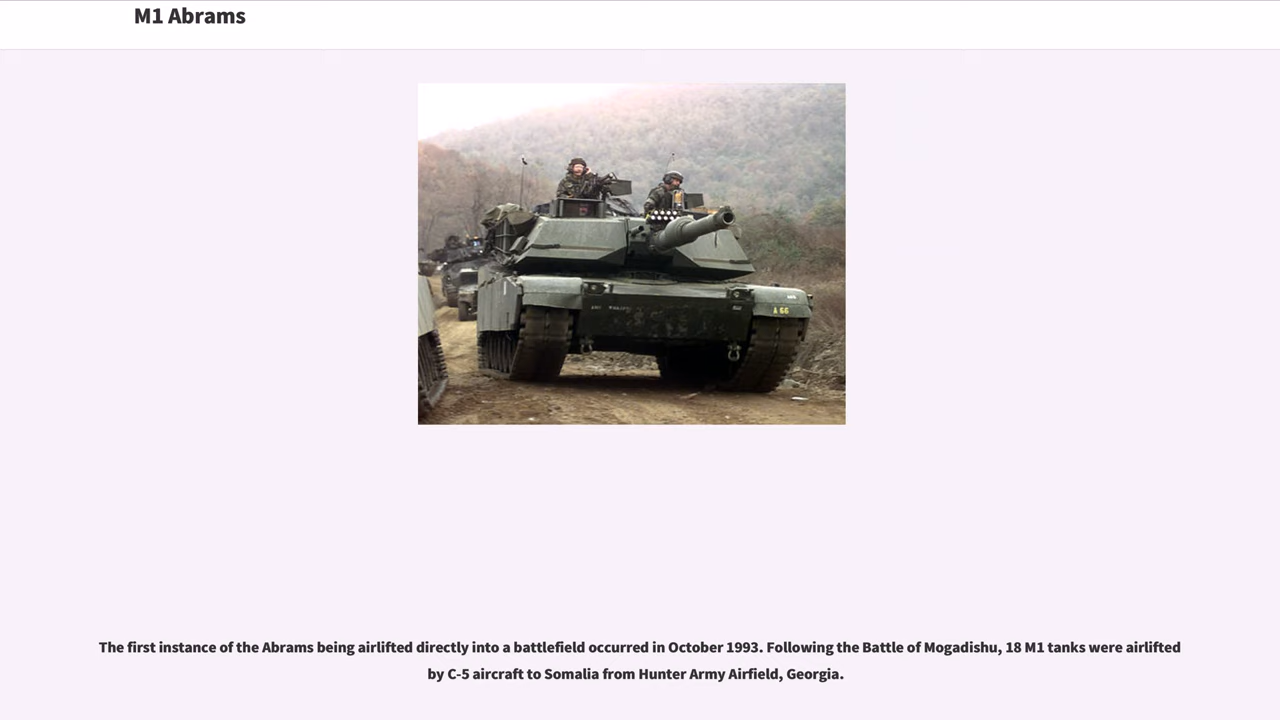 M1 Abrams
A 66
The first instance of the Abrams being airlifted directly into a battlefield occurred in October 1993. Following the Battle of Mogadishu, 18 M1 tanks were airlifted
by C-5 aircraft to Somalia from Hunter Army Airfield, Georgia.